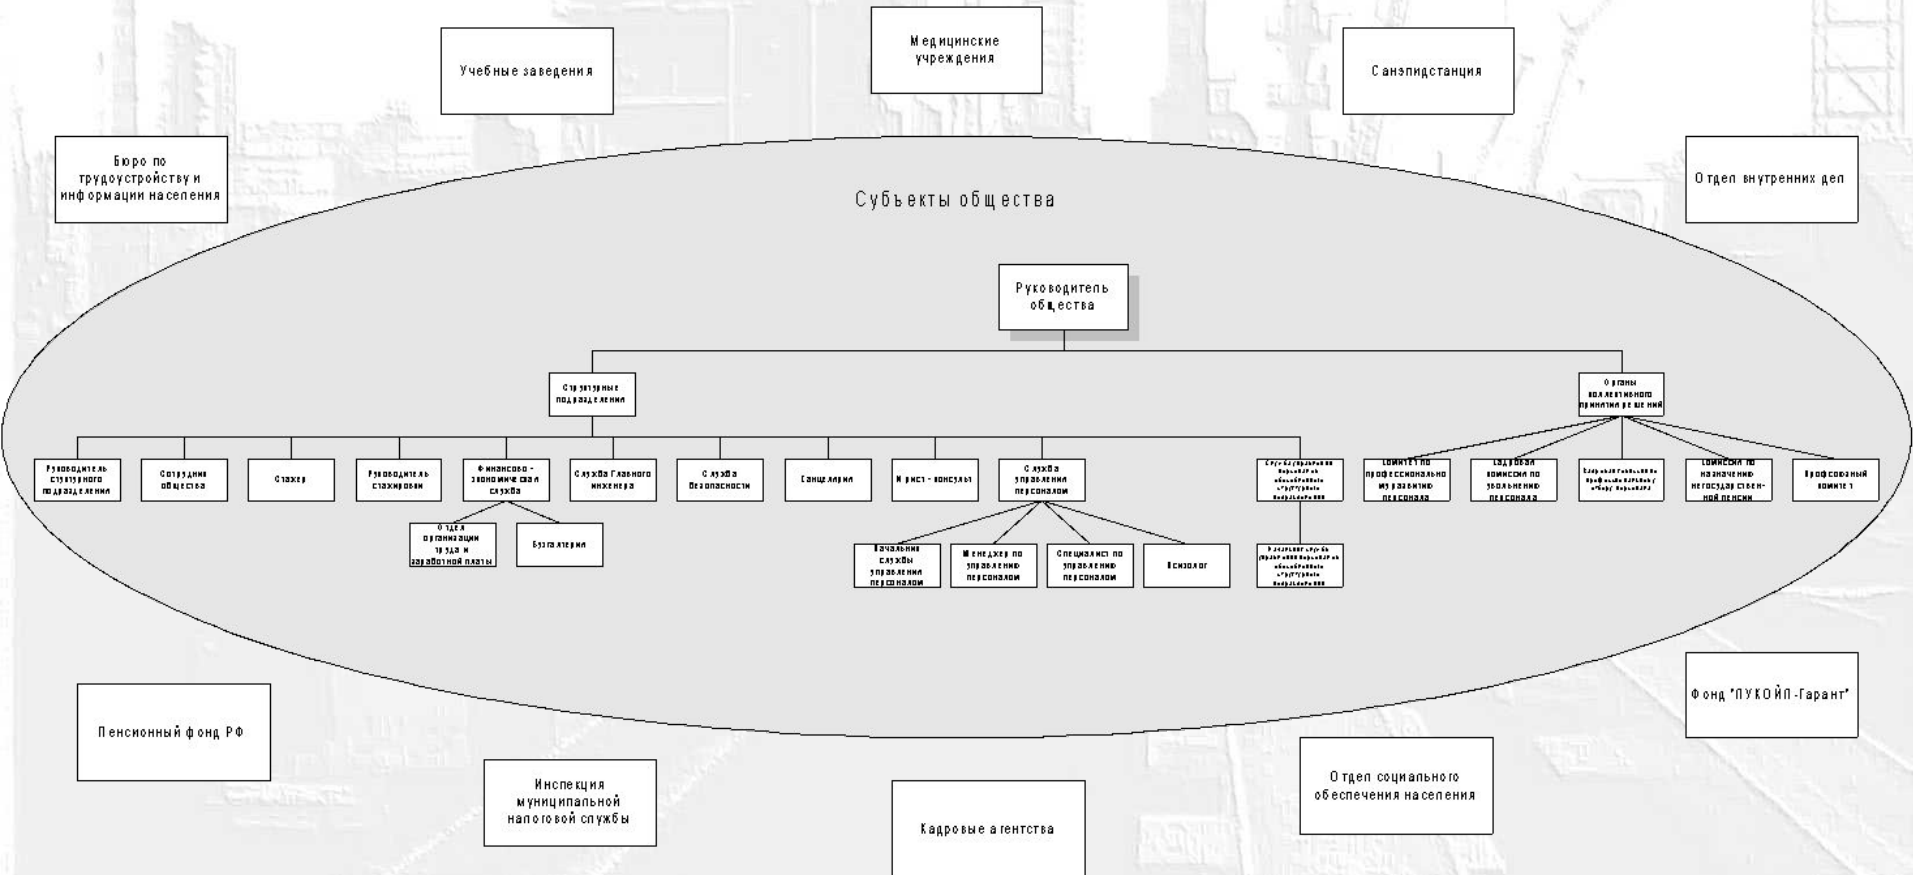 Медицинские
учреждения
Учебные заведения
Санэпидстанция
Бюро по
трудоустройству и
информации населения
Отдел внутренних дел
Субъекты общества
Руководитель
общества
Структурные
подразделения
Органы
коллективного
принятия решений
Руководитель
структурного
подразделения
Сотрудник
общества
Стажер
Руководитель
стажировки
Финансово -
экономическая
служба
Служба Главного
инженера
Служба
безопасности
Канцелярия
Юрист - консульт
Служба
управления
персоналом
Комитет по
профессионально
му развитию
персонала
Кадровая
комиссия по
увольнению
персонала
Комиссия по
назначению
негосударствен-
ной пенсии
Профсоюзный
комитет
Отдел
организации
труда и
заработной платы
Бухгалтерия
Начальник
службы
управления
персоналом
Менеджер по
управлению
персоналом
Специалист по
управлению
персоналом
Психолог
Фонд "ЛУКОЙЛ-Гарант"
Пенсионный фонд РФ
Инспекция
муниципальной
налоговой службы
Отдел социального
обеспечения населения
Кадровые агентства